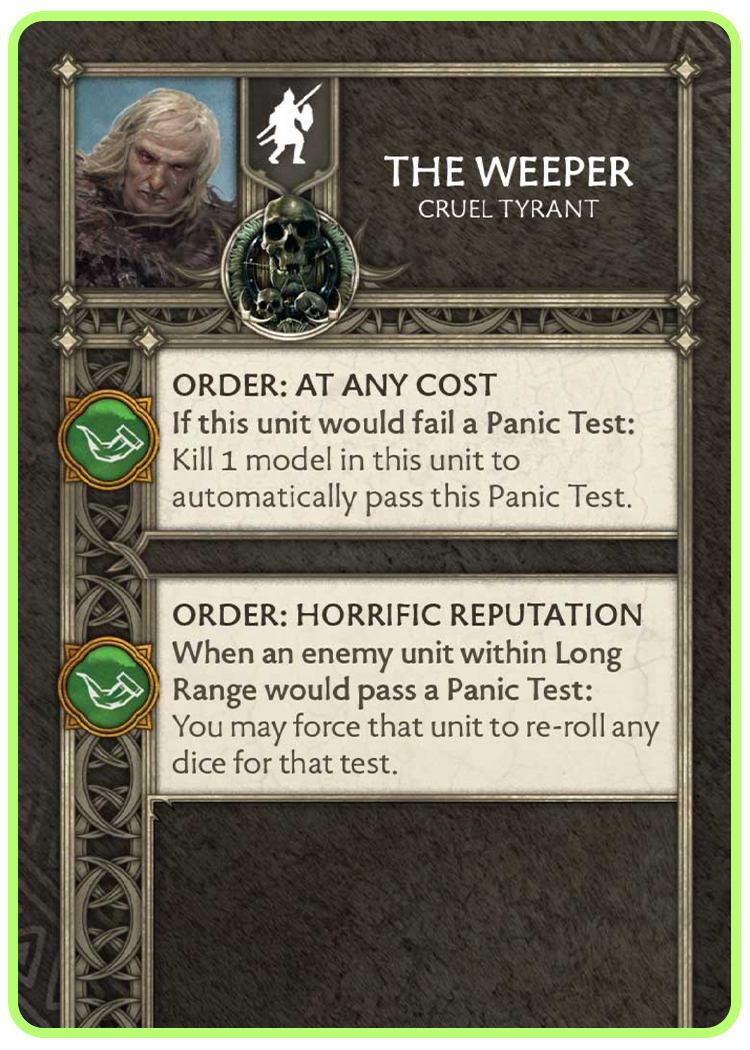 THE WEEPER
CRUEL TYRANT
ORDER: AT ANY COST
If this unit would fail a Panic Test:
Kill 1 model in this unit to
automatically pass this Panic Test.
ORDER: HORRIFIC REPUTATION
When an enemy unit within Long
Range would pass a Panic Test:
You may force that unit to re-roll any
dice for that test.